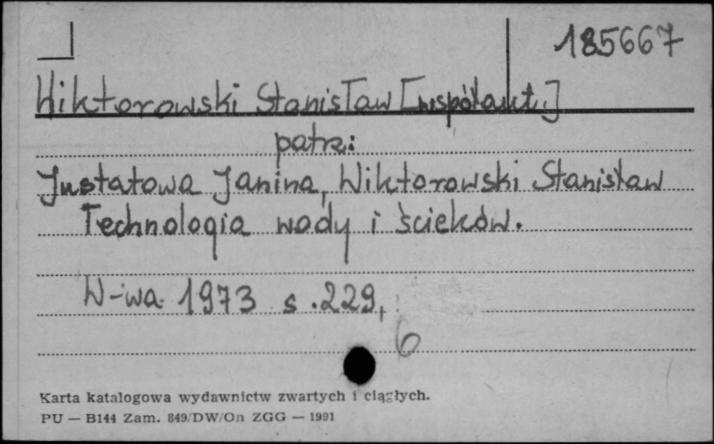 185667
Wiktorowski Stanisław [współaut.]
patrz:
Justatowa Janina, Wiktorowski Stanisław
Technologia wody i ścieków.
W-wa 1973 s. 229,
6
Karta katalogowa wydawnictw zwartych i ciągłych.
PU — B144 Zam. 849/DW/On ZGG — 1991